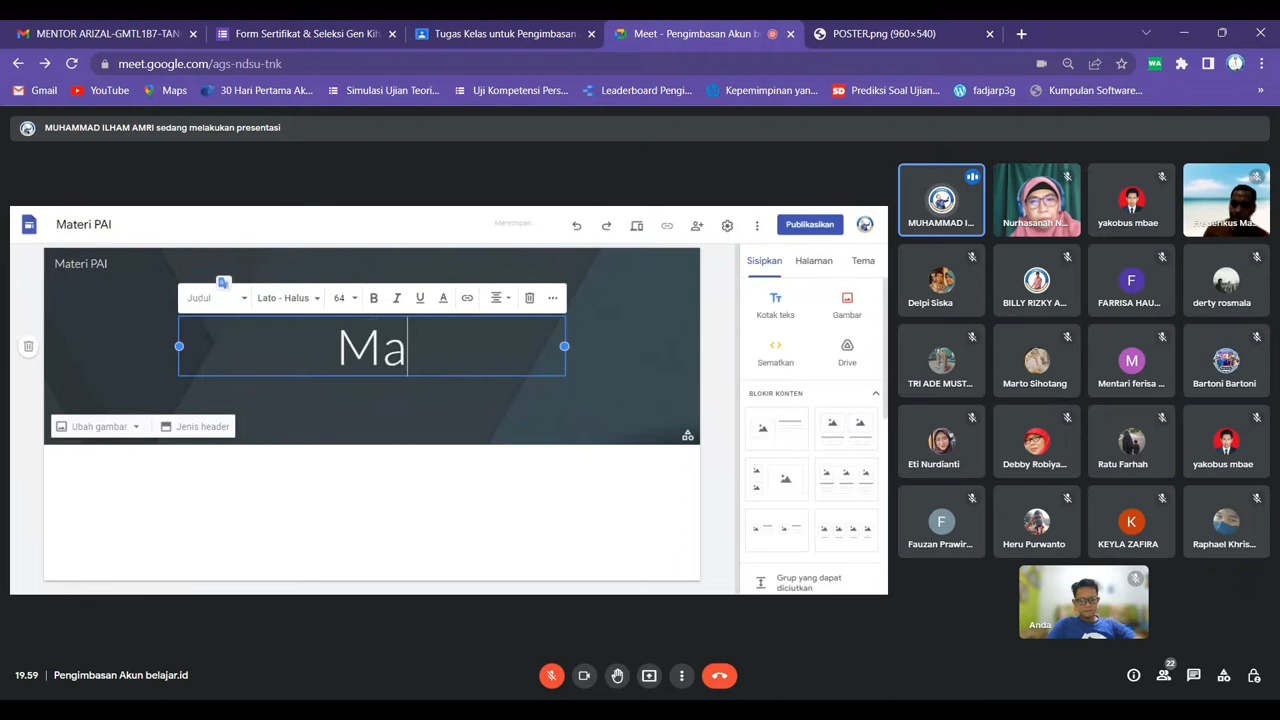 MENTOR ARIZAL-GMTL1B7-TAN
Form Sertifikat & Seleksi Gen Kih
Tugas Kelas untuk Pengimbasan
Meet - Pengimbasan Akun b
POSTER.png (960×540)
meet.google.com/ags-ndsu-tnk
WA
Gmail
YouTube
Maps
30 Hari Pertama Ak...
Simulasi Ujian Teori...
Uji Kompetensi Pers...
Leaderboard Pengi...
Kepemimpinan yan...
SD Prediksi Soal Ujian...
fadjarp3g
Kumpulan Software...
»
MUHAMMAD ILHAM AMRI sedang melakukan presentasi
Materi PAI
Menyimpan...
Publikasikan
Materi PAI
Judul
Lato - Halus
64
B
I
U
A
Ma
Ubah gambar
Jenis header
Sisipkan
Halaman
Tema
Tt
Kotak teks
Gambar
Sematkan
Drive
BLOKIR KONTEN
Grup yang dapat
diciutkan
MUHAMMAD I...
Nurhasanah N...
yakobus mbae
Delpi Siska
BILLY RIZKY A...
F
FARRISA HAU...
derty rosmala
TRI ADE MUST...
Marto Sihotang
M
Mentari ferisa ...
Bartoni Bartoni
Eti Nurdianti
Debby Robiya...
Ratu Farhah
yakobus mbae
F
Fauzan Prawir...
Heru Purwanto
K
KEYLA ZAFIRA
Raphael Khris...
Anda
19.59
Pengimbasan Akun belajar.id
22